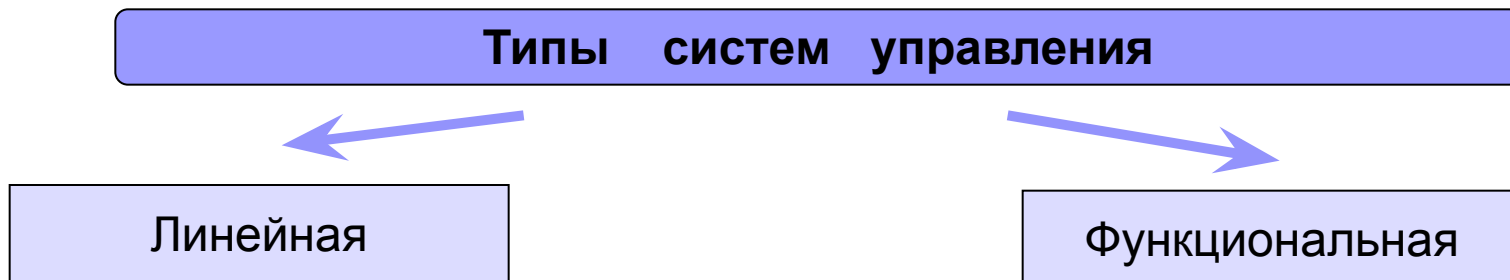 Типы систем управления
Линейная
Функциональная